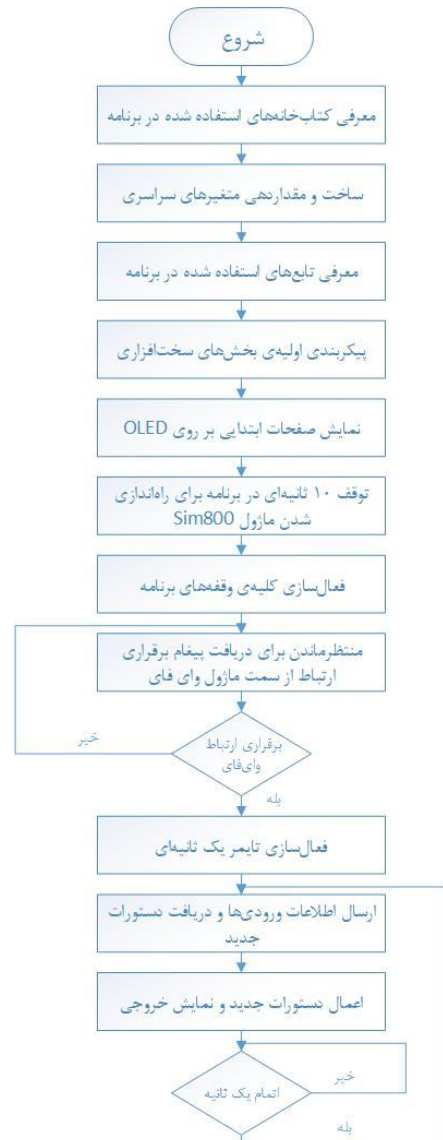 شروع
معرفی کتاب‌خانه‌های استفاده شده در برنامه
ساخت و مقداردهی متغیرهای سراسری
معرفی تابع‌های استفاده شده در برنامه
پیکربندی اولیه‌ی بخش‌های سخت‌افزاری
نمایش صفحات ابتدایی بر روی OLED
توقف ۱۰ ثانیه‌ای در برنامه برای راه‌اندازی
شدن ماژول Sim800
فعال‌سازی کلیه‌ی وقفه‌های برنامه
منتظرماندن برای دریافت پیغام برقراری
ارتباط از سمت ماژول وای فای
برقراری ارتباط
وای‌فای
خیر
بله
فعال‌سازی تایمر یک ثانیه‌ای
ارسال اطلاعات ورودی‌ها و دریافت دستورات
جدید
اعمال دستورات جدید و نمایش خروجی
اتمام یک ثانیه
خیر
بله